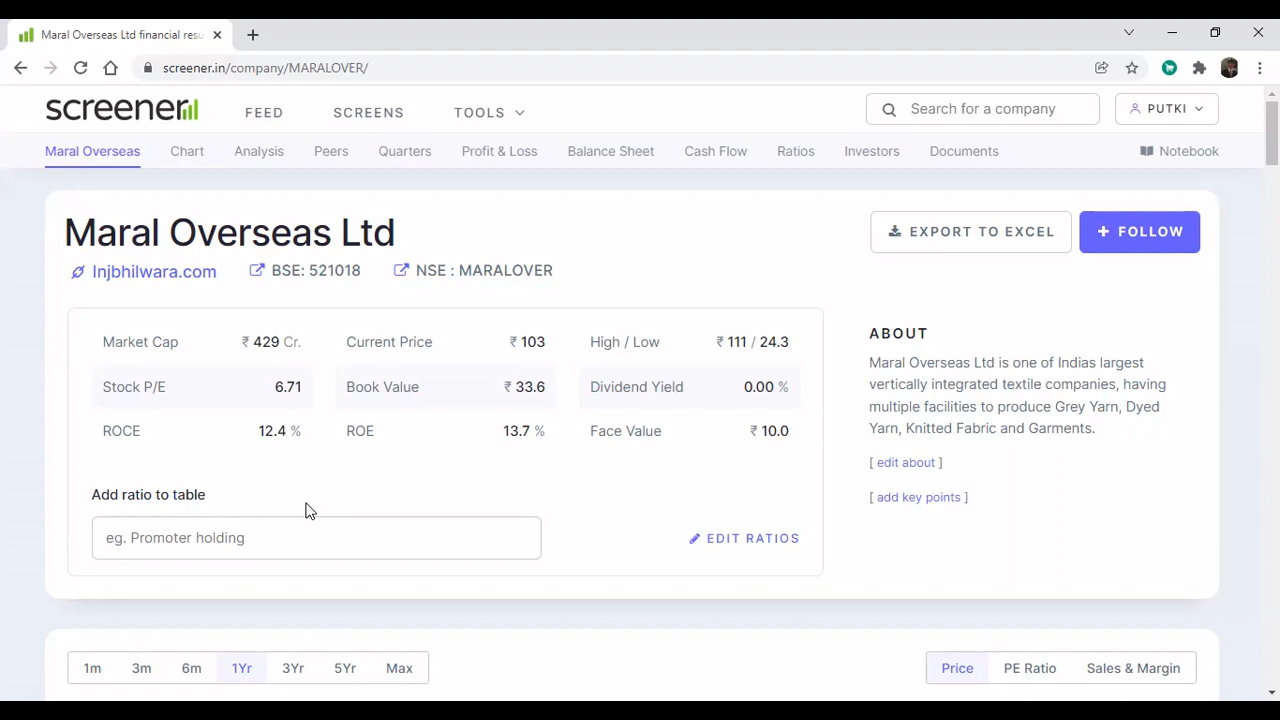 Maral Overseas Ltd financial resu
screener.in/company/MARALOVER/
screener FEED SCREENS TOOLS Search for a company PUTKI
Maral Overseas Chart Analysis Peers Quarters Profit & Loss Balance Sheet Cash Flow Ratios Investors Documents Notebook
Maral Overseas Ltd EXPORT TO EXCEL + FOLLOW
lnjbhilwara.com BSE: 521018 NSE : MARALOVER
Market Cap ₹ 429 Cr. Current Price ₹ 103 High / Low ₹ 111 / 24.3
Stock P/E 6.71 Book Value ₹ 33.6 Dividend Yield 0.00 %
ROCE 12.4 % ROE 13.7 % Face Value ₹ 10.0
Add ratio to table
eg. Promoter holding EDIT RATIOS
ABOUT
Maral Overseas Ltd is one of Indias largest
vertically integrated textile companies, having
multiple facilities to produce Grey Yarn, Dyed
Yarn, Knitted Fabric and Garments.
[ edit about ]
[ add key points ]
1m 3m 6m 1Yr 3Yr 5Yr Max Price PE Ratio Sales & Margin